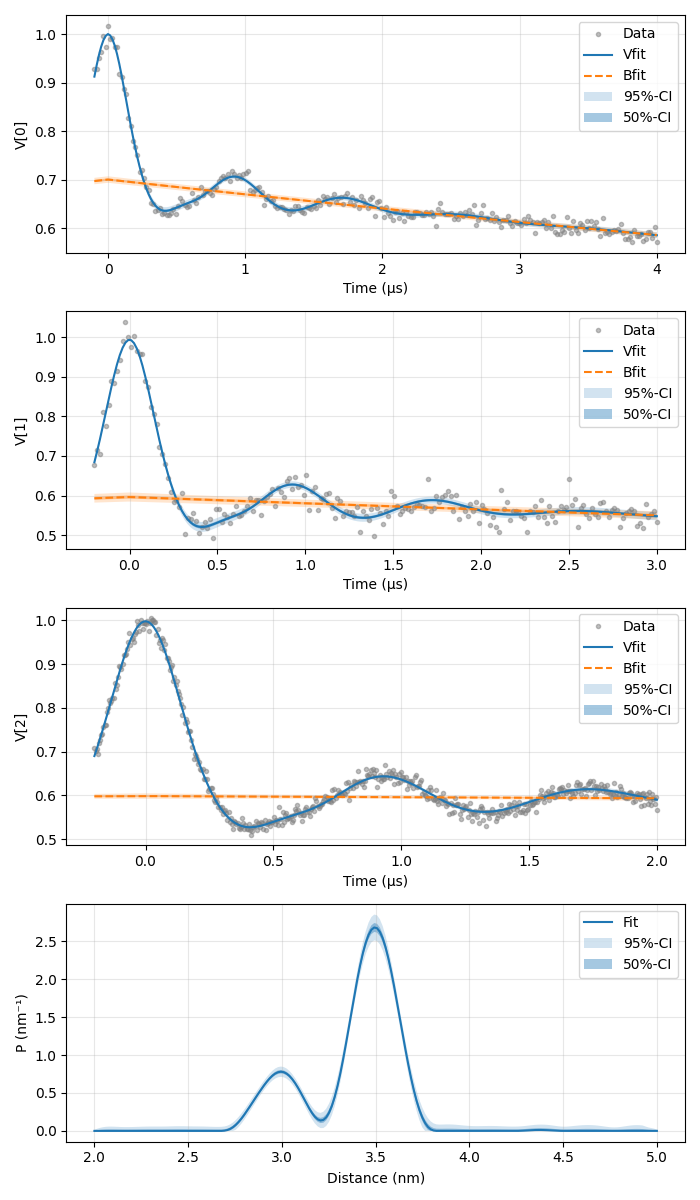 1.0
0.9
0.8
0.7
0.6
V[0]
0
1
2
3
4
Time (μs)
Data
Vfit
Bfit
95%-CI
50%-CI
1.0
0.9
0.8
0.7
0.6
0.5
V[1]
0.0
0.5
1.0
1.5
2.0
2.5
3.0
Time (μs)
Data
Vfit
Bfit
95%-CI
50%-CI
1.0
0.9
0.8
0.7
0.6
0.5
V[2]
0.0
0.5
1.0
1.5
2.0
Time (μs)
Data
Vfit
Bfit
95%-CI
50%-CI
2.5
2.0
1.5
1.0
0.5
0.0
P (nm⁻¹)
2.0
2.5
3.0
3.5
4.0
4.5
5.0
Distance (nm)
Fit
95%-CI
50%-CI